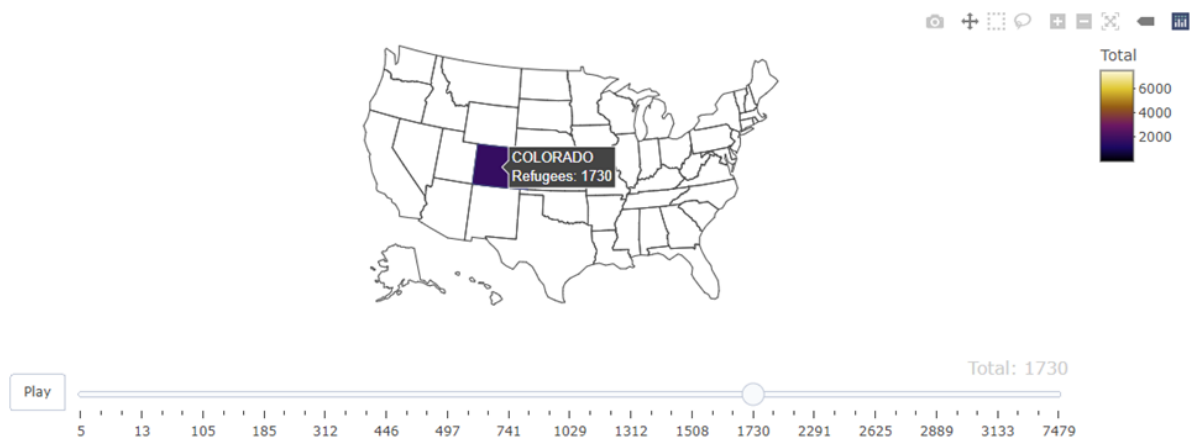 Total
6000
4000
2000
COLORADO
Refugees: 1730
Total: 1730
Play
5 13 105 185 312 446 497 741 1029 1312 1508 1730 2291 2625 2889 3133 7479